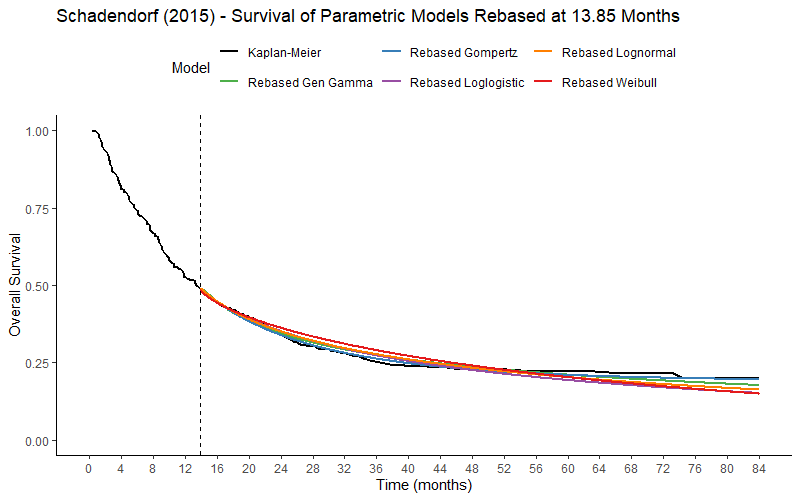 Schadendorf (2015) - Survival of Parametric Models Rebased at 13.85 Months
Model
Kaplan-Meier
Rebased Gompertz
Rebased Lognormal
Rebased Gen Gamma
Rebased Loglogistic
Rebased Weibull
Overall Survival
1.00
0.75
0.50
0.25
0.00
0 4 8 12 16 20 24 28 32 36 40 44 48 52 56 60 64 68 72 76 80 84
Time (months)